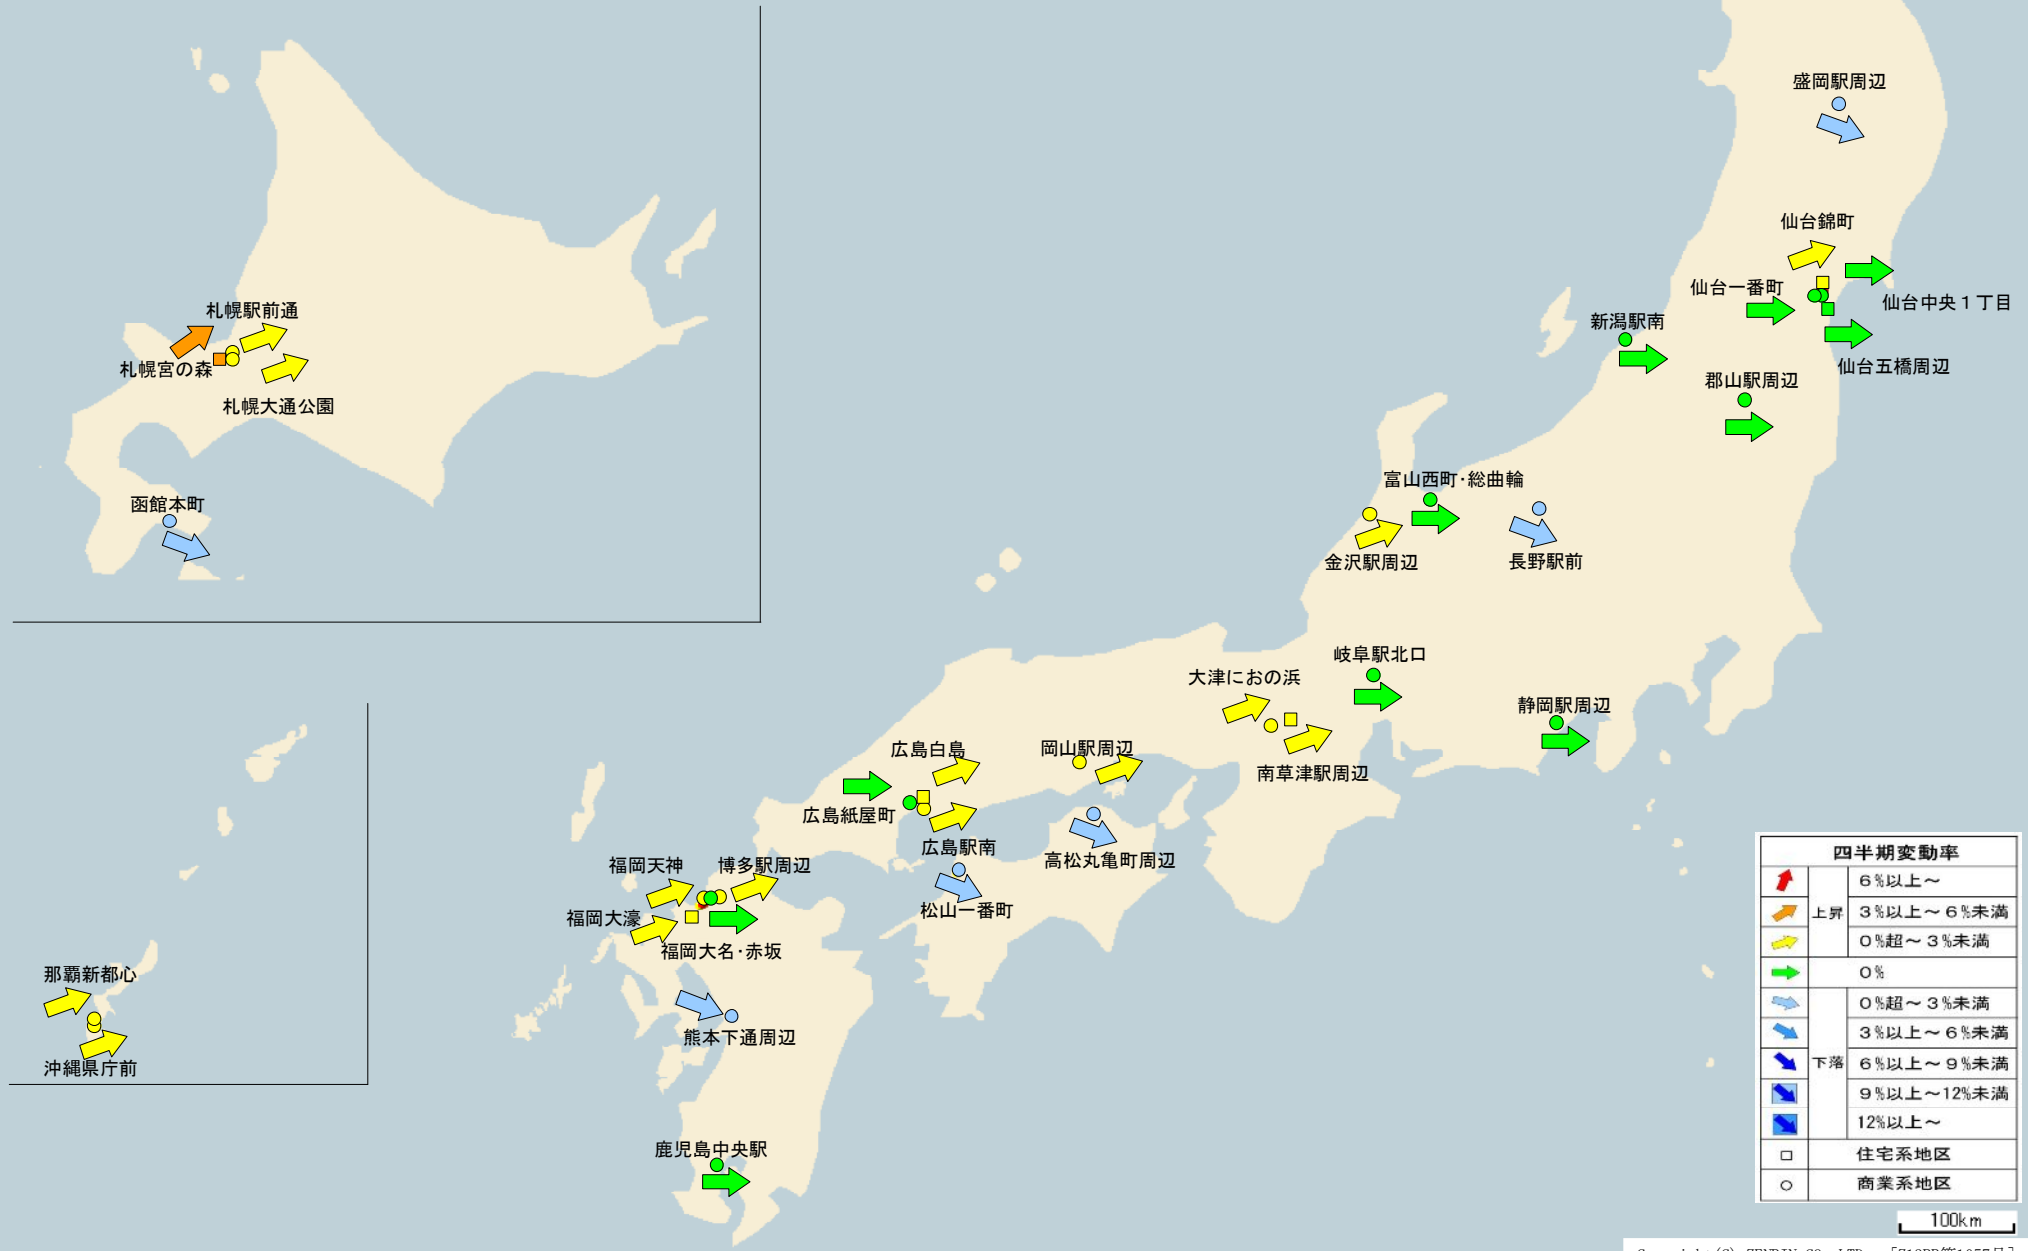 盛岡駅周辺
仙台錦町
仙台一番町
仙台中央１丁目
新潟駅南
仙台五橋周辺
郡山駅周辺
札幌駅前通
札幌宮の森
札幌大通公園
函館本町
富山西町・総曲輪
金沢駅周辺
長野駅前
岐阜駅北口
大津におの浜
静岡駅周辺
南草津駅周辺
広島白島
岡山駅周辺
広島紙屋町
広島駅南
高松丸亀町周辺
松山一番町
福岡天神
博多駅周辺
福岡大濠
福岡大名・赤坂
熊本下通周辺
鹿児島中央駅
那覇新都心
沖縄県庁前
四半期変動率
上昇
６％以上～
３％以上～６％未満
０％超～３％未満
０％
下落
０％超～３％未満
３％以上～６％未満
６％以上～９％未満
９％以上～12％未満
12％以上～
住宅系地区
商業系地区
100km